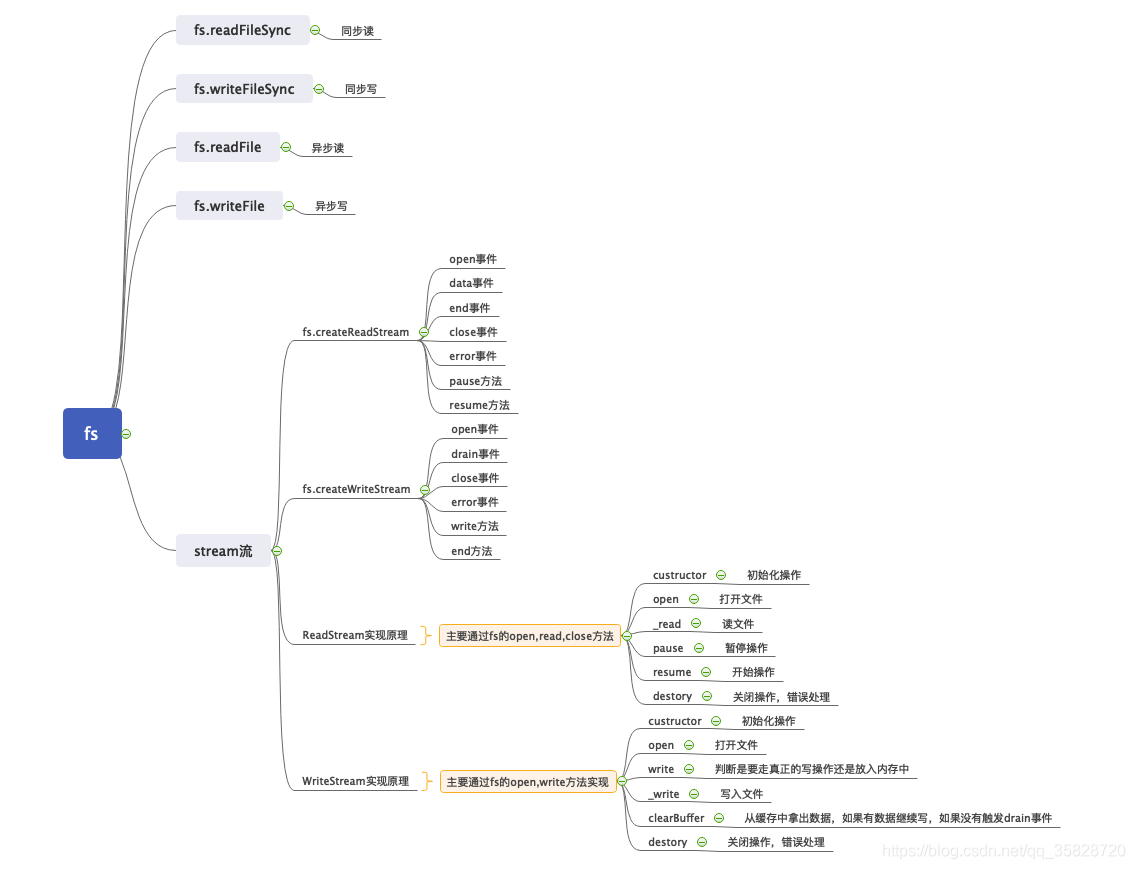 fs
fs.readFileSync
同步读
fs.writeFileSync
同步写
fs.readFile
异步读
fs.writeFile
异步写
stream流
fs.createReadStream
open事件
data事件
end事件
close事件
error事件
pause方法
resume方法
fs.createWriteStream
open事件
drain事件
close事件
error事件
write方法
end方法
ReadStream实现原理
主要通过fs的open,read,close方法
custructor 初始化操作
open 打开文件
_read 读文件
pause 暂停操作
resume 开始操作
destory 关闭操作，错误处理
WriteStream实现原理
主要通过fs的open,write方法实现
custructor 初始化操作
open 打开文件
write 判断是要走真正的写操作还是放入内存中
_write 写入文件
clearBuffer 从缓存中拿出数据，如果有数据继续写，如果没有触发drain事件
destory 关闭操作，错误处理
https://blog.csdn.net/qq_35828720